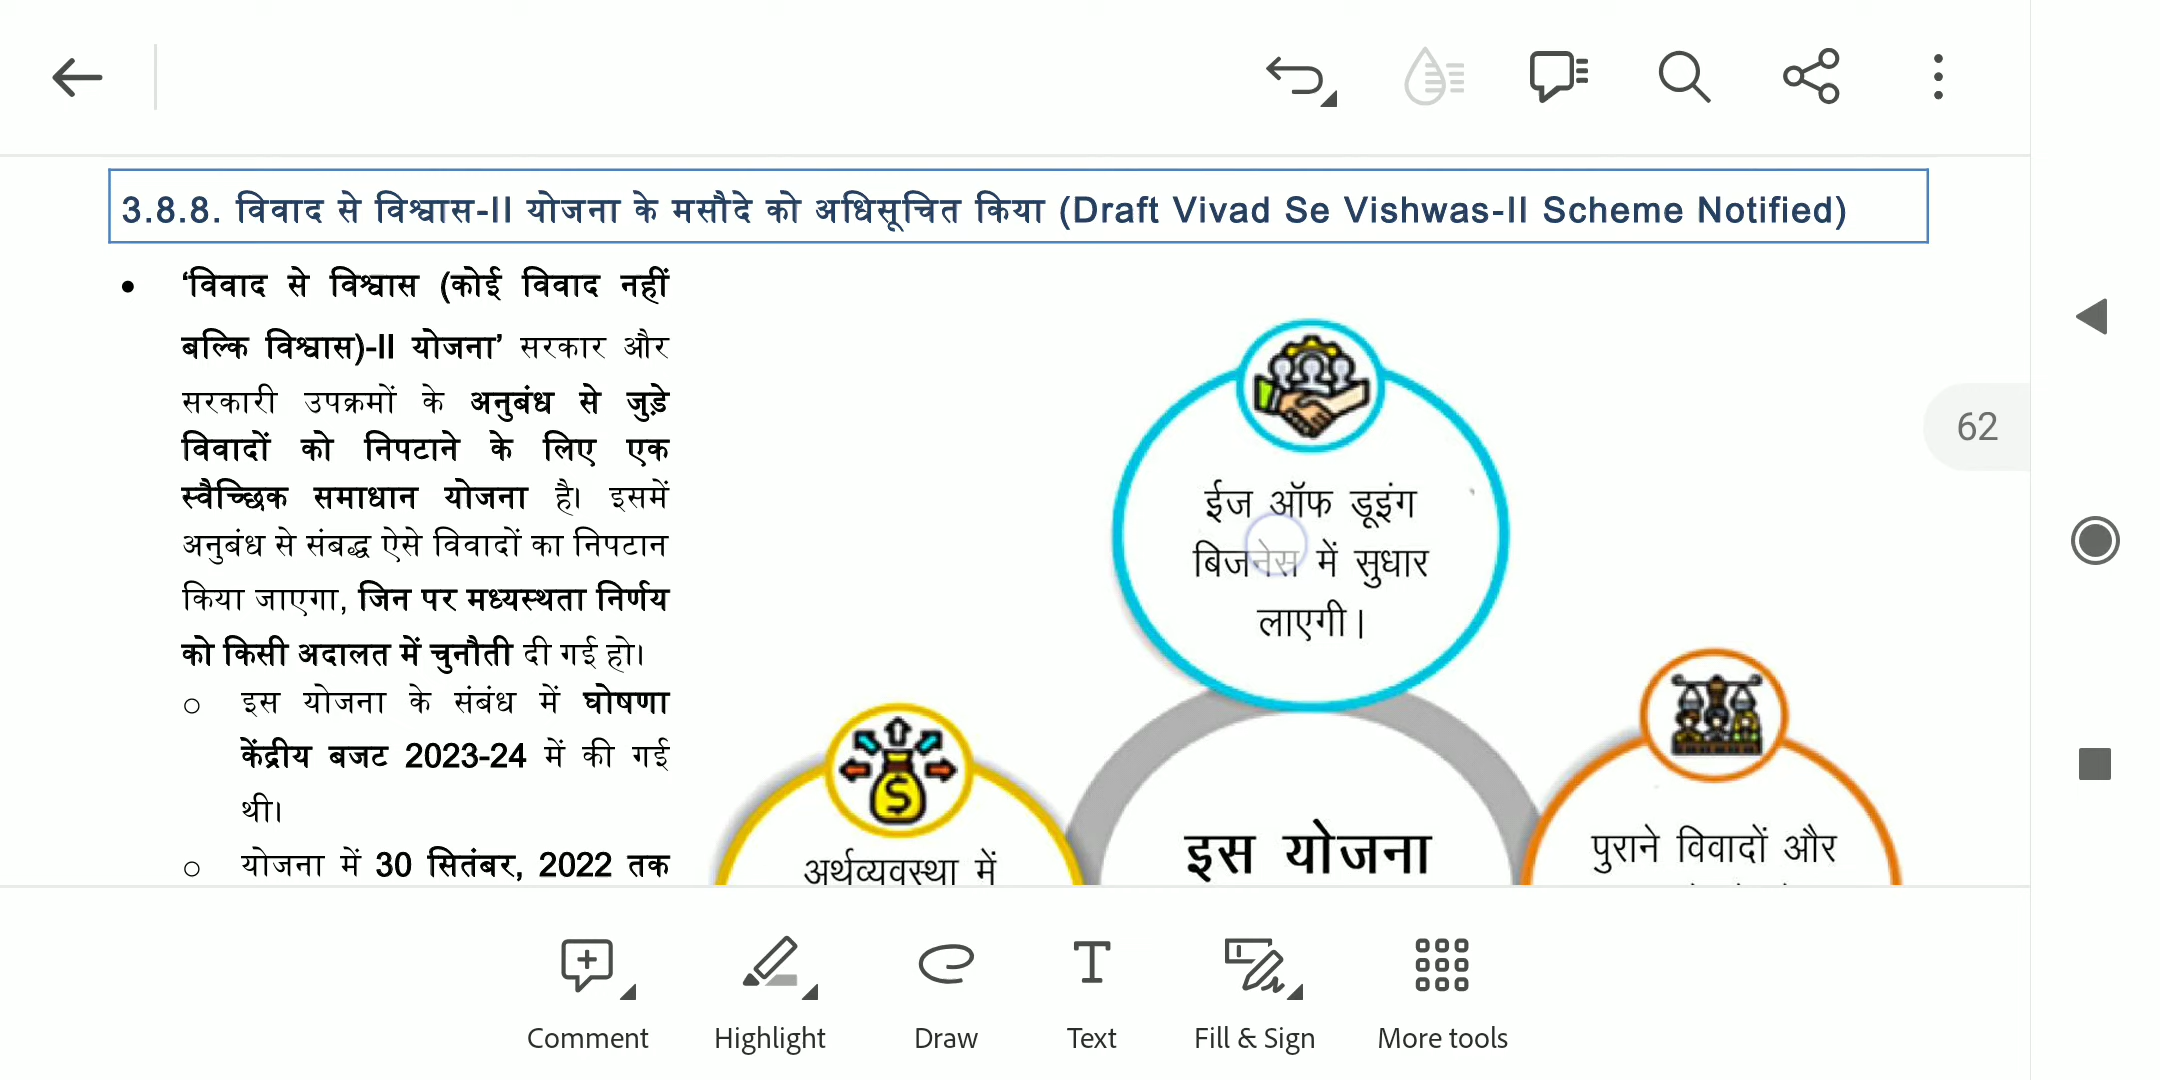 3.8.8. विवाद से विश्वास-II योजना के मसौदे को अधिसूचित किया (Draft Vivad Se Vishwas-II Scheme Notified)
• ‘विवाद से विश्वास (कोई विवाद नहीं
बल्कि विश्वास)-II योजना’ सरकार और
सरकारी उपक्रमों के अनुबंध से जुड़े
विवादों को निपटाने के लिए एक
स्वैच्छिक समाधान योजना है। इसमें
अनुबंध से संबद्ध ऐसे विवादों का निपटान
किया जाएगा, जिन पर मध्यस्थता निर्णय
को किसी अदालत में चुनौती दी गई हो।
○ इस योजना के संबंध में घोषणा
केंद्रीय बजट 2023-24 में की गई
थी।
○ योजना में 30 सितंबर, 2022 तक
ईज ऑफ डूइंग
बिजनेस में सुधार
लाएगी।
अर्थव्यवस्था में
इस योजना
पुराने विवादों और
62
Comment
Highlight
Draw
T
Text
Fill & Sign
More tools